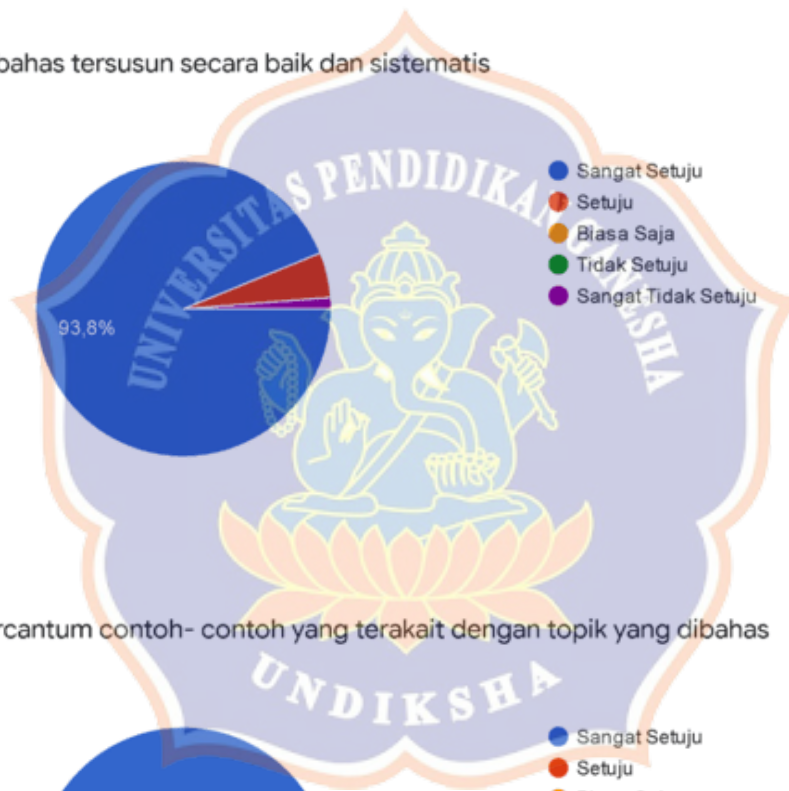 bahas tersusun secara baik dan sistematis
UNIVERSITAS PENDIDIKAN GANESHA
Sangat Setuju
Setuju
Biasa Saja
Tidak Setuju
Sangat Tidak Setuju
93,8%
rcantum contoh- contoh yang terakait dengan topik yang dibahas
UNDIKSHA
Sangat Setuju
Setuju